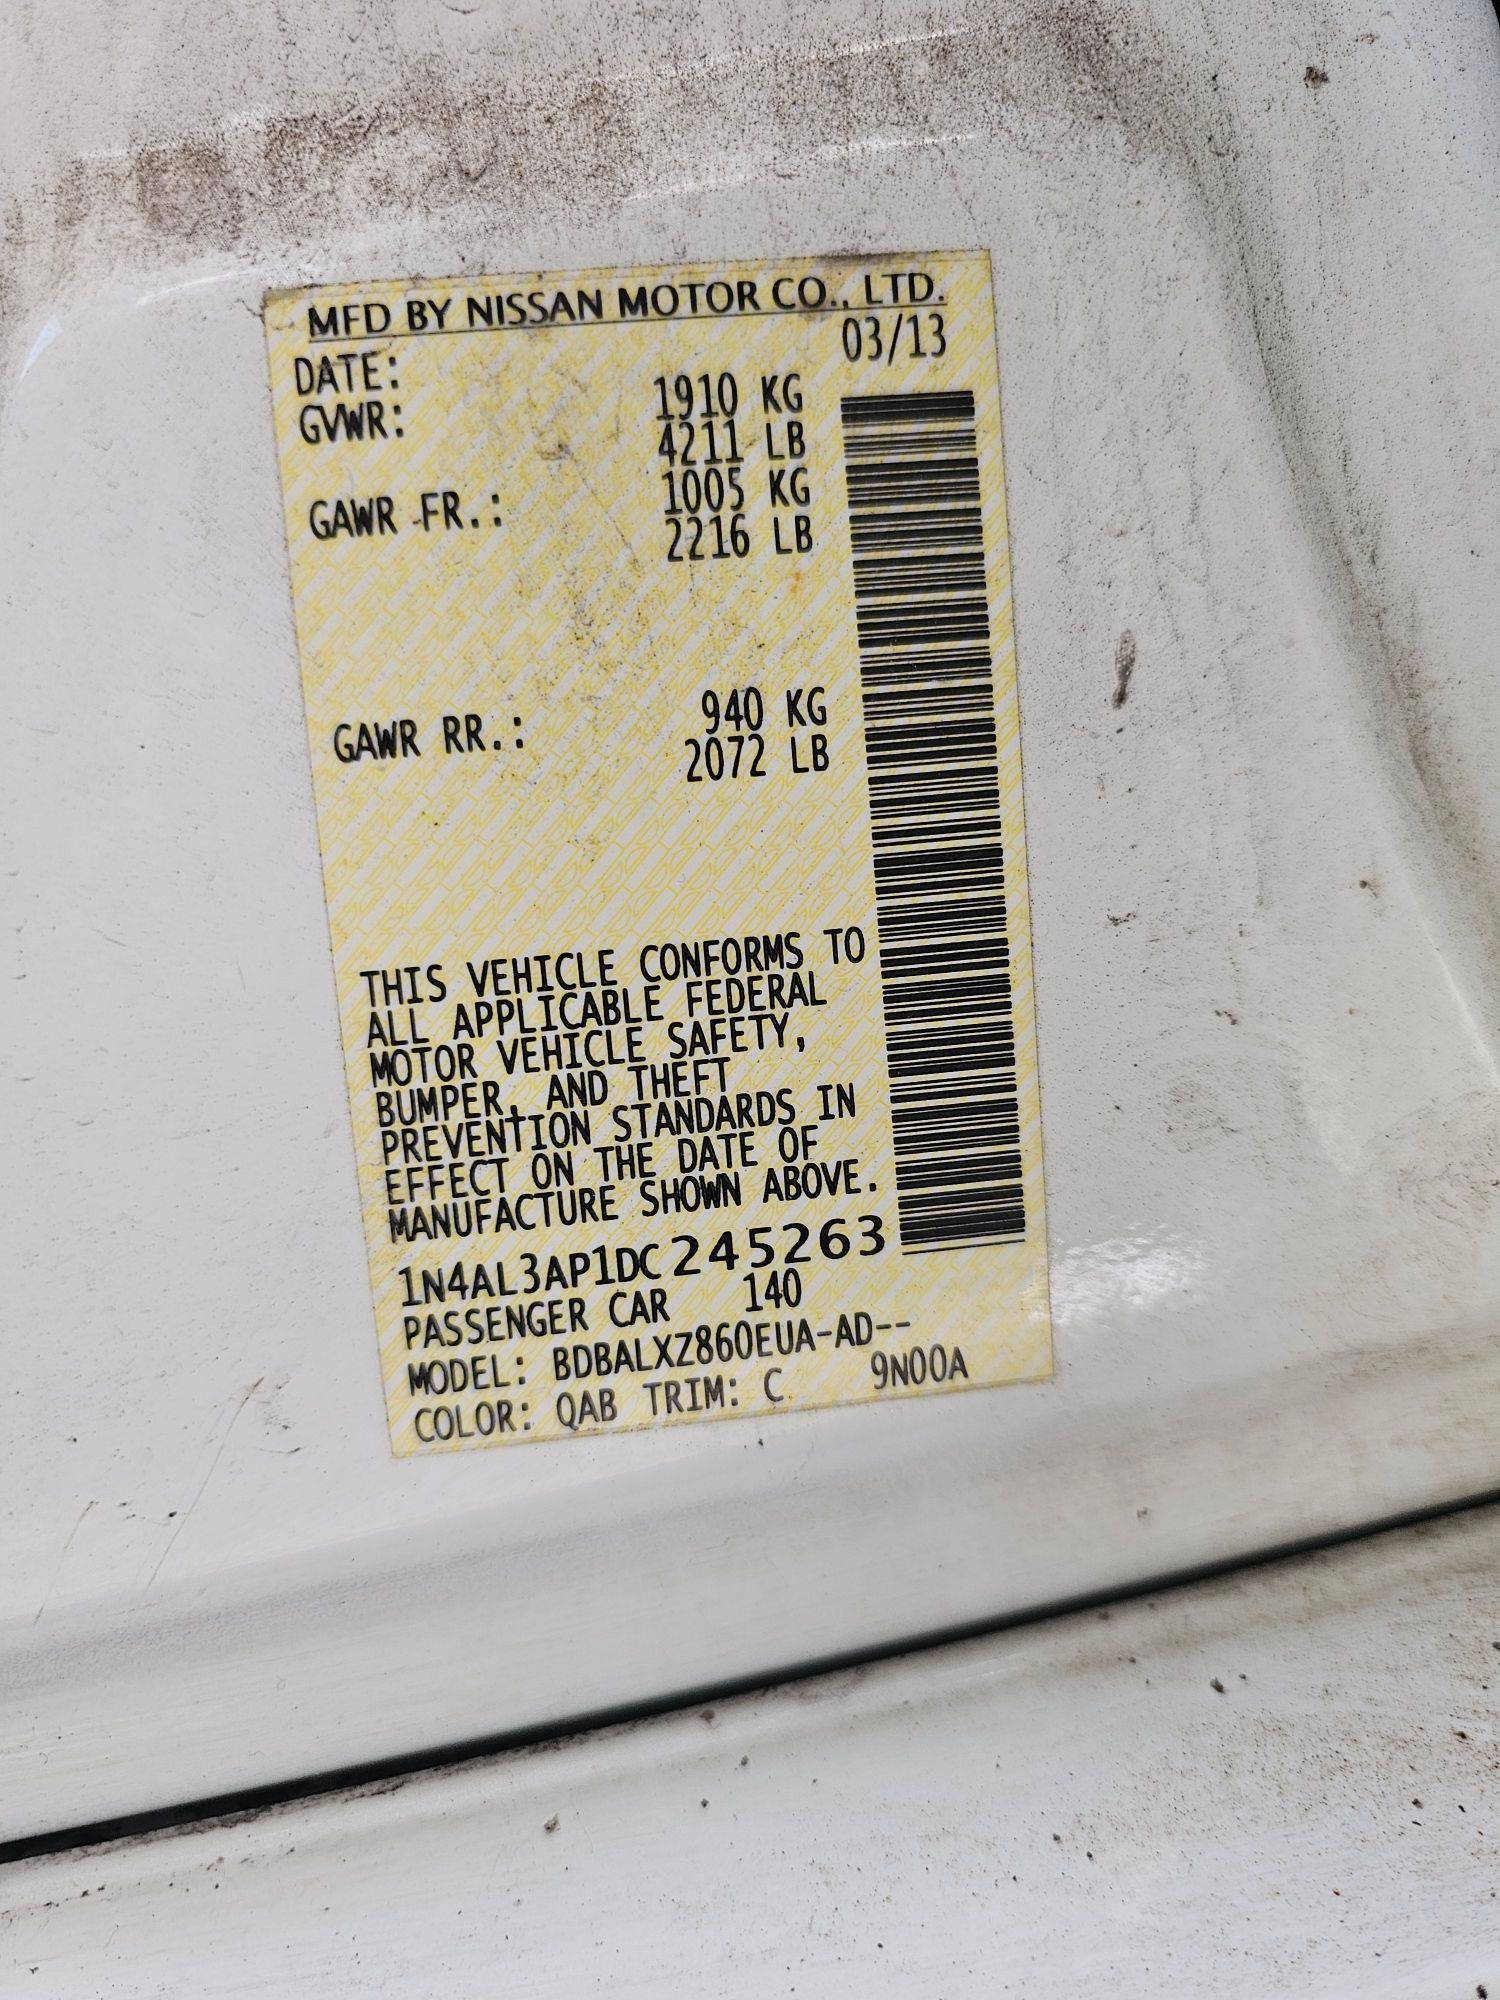 MFD BY NISSAN MOTOR CO., LTD.
DATE: 03/13
GVWR: 1910 KG
4211 LB
GAWR FR.: 1005 KG
2216 LB
GAWR RR.: 940 KG
2072 LB
THIS VEHICLE CONFORMS TO
ALL APPLICABLE FEDERAL
MOTOR VEHICLE SAFETY,
BUMPER, AND THEFT
PREVENTION STANDARDS IN
EFFECT ON THE DATE OF
MANUFACTURE SHOWN ABOVE.
1N4AL3AP1DC245263
PASSENGER CAR 140
MODEL: BDBALXZ860EUA-AD--
COLOR: QAB TRIM: C 9N00A